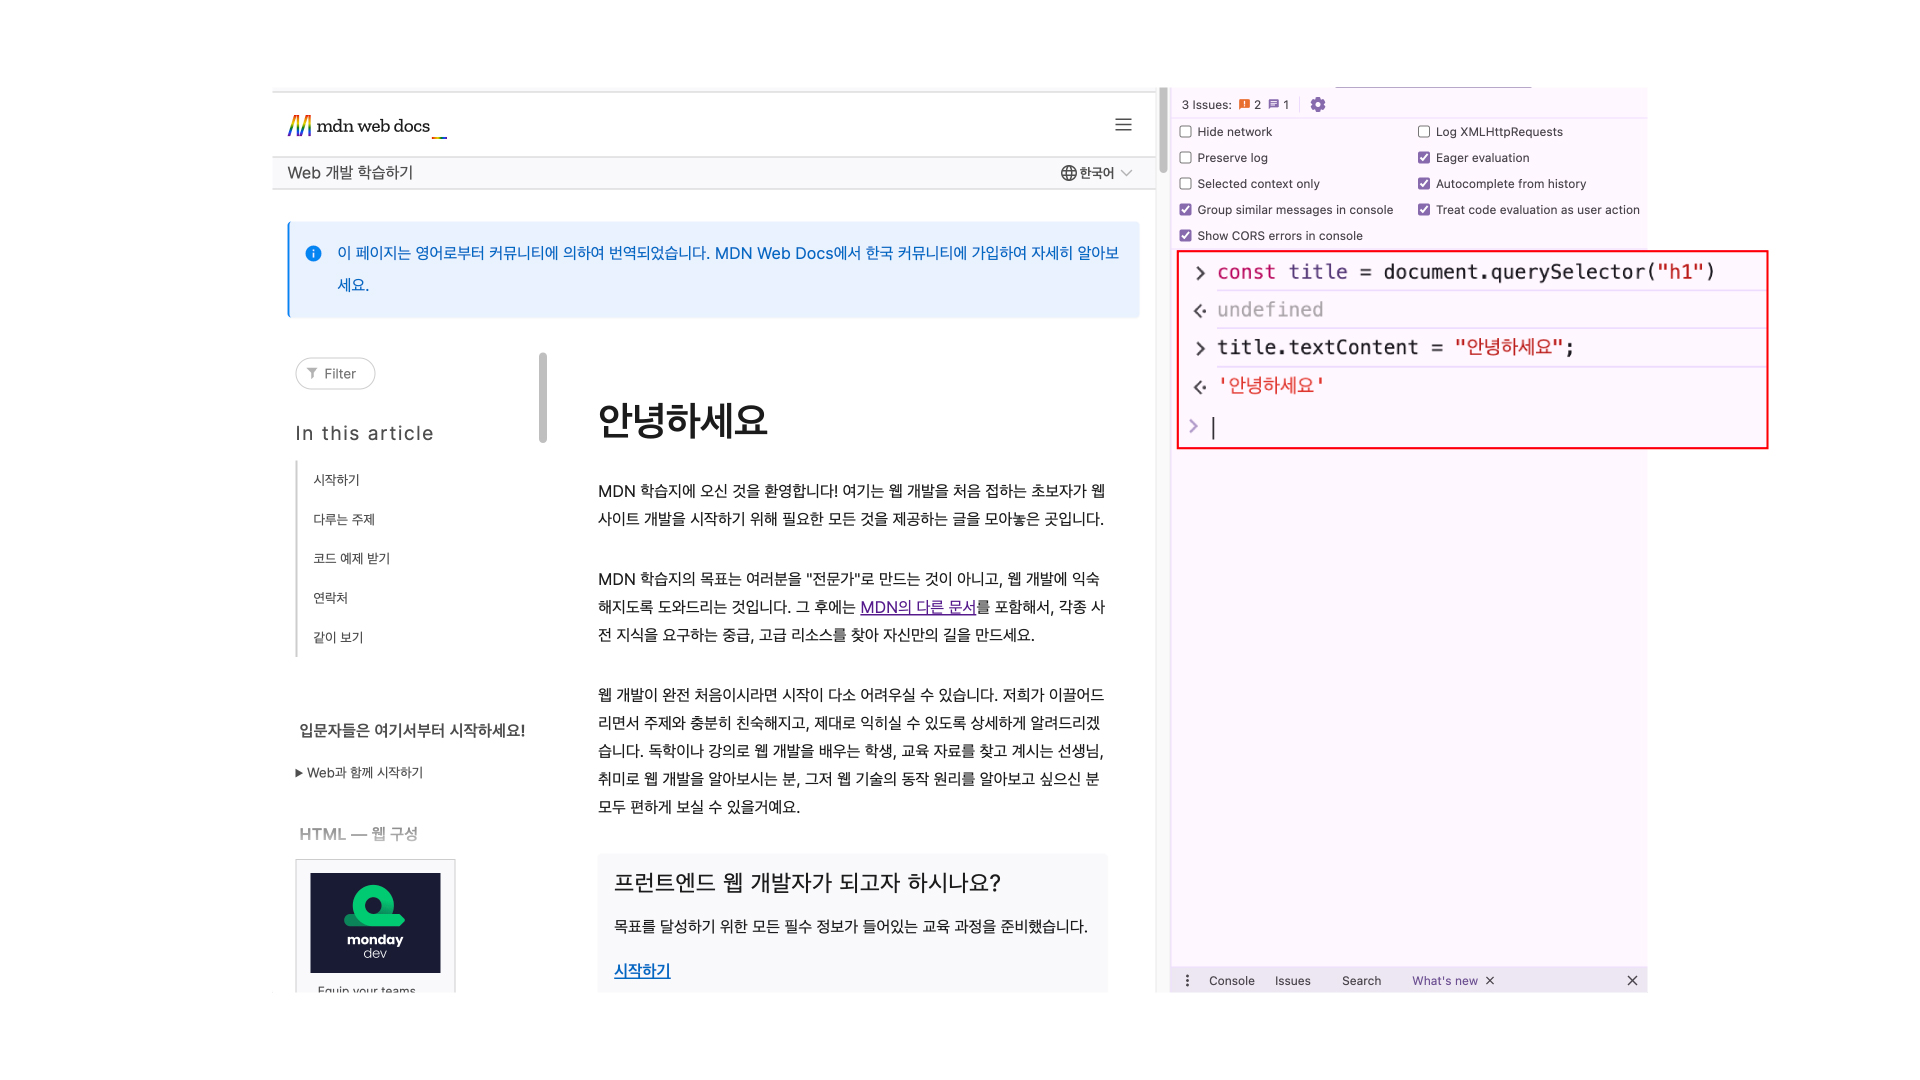 mdn web docs_
Web 개발 학습하기
한국어
이 페이지는 영어로부터 커뮤니티에 의하여 번역되었습니다. MDN Web Docs에서 한국 커뮤니티에 가입하여 자세히 알아보
세요.
Filter
In this article
시작하기
다루는 주제
코드 예제 받기
연락처
같이 보기
입문자들은 여기서부터 시작하세요!
▶ Web과 함께 시작하기
HTML — 웹 구성
monday
dev
Equip your teams
안녕하세요
MDN 학습지에 오신 것을 환영합니다! 여기는 웹 개발을 처음 접하는 초보자가 웹
사이트 개발을 시작하기 위해 필요한 모든 것을 제공하는 글을 모아놓은 곳입니다.
MDN 학습지의 목표는 여러분을 "전문가"로 만드는 것이 아니고, 웹 개발에 익숙
해지도록 도와드리는 것입니다. 그 후에는 MDN의 다른 문서를 포함해서, 각종 사
전 지식을 요구하는 중급, 고급 리소스를 찾아 자신만의 길을 만드세요.
웹 개발이 완전 처음이시라면 시작이 다소 어려우실 수 있습니다. 저희가 이끌어드
리면서 주제와 충분히 친숙해지고, 제대로 익히실 수 있도록 상세하게 알려드리겠
습니다. 독학이나 강의로 웹 개발을 배우는 학생, 교육 자료를 찾고 계시는 선생님,
취미로 웹 개발을 알아보시는 분, 그저 웹 기술의 동작 원리를 알아보고 싶으신 분
모두 편하게 보실 수 있을거예요.
프런트엔드 웹 개발자가 되고자 하시나요?
목표를 달성하기 위한 모든 필수 정보가 들어있는 교육 과정을 준비했습니다.
시작하기
3 Issues: 2 1
Hide network
Log XMLHttpRequests
Preserve log
Eager evaluation
Selected context only
Autocomplete from history
Group similar messages in console
Treat code evaluation as user action
Show CORS errors in console
> const title = document.querySelector("h1")
undefined
> title.textContent = "안녕하세요";
'안녕하세요'
>
Console Issues Search What's new